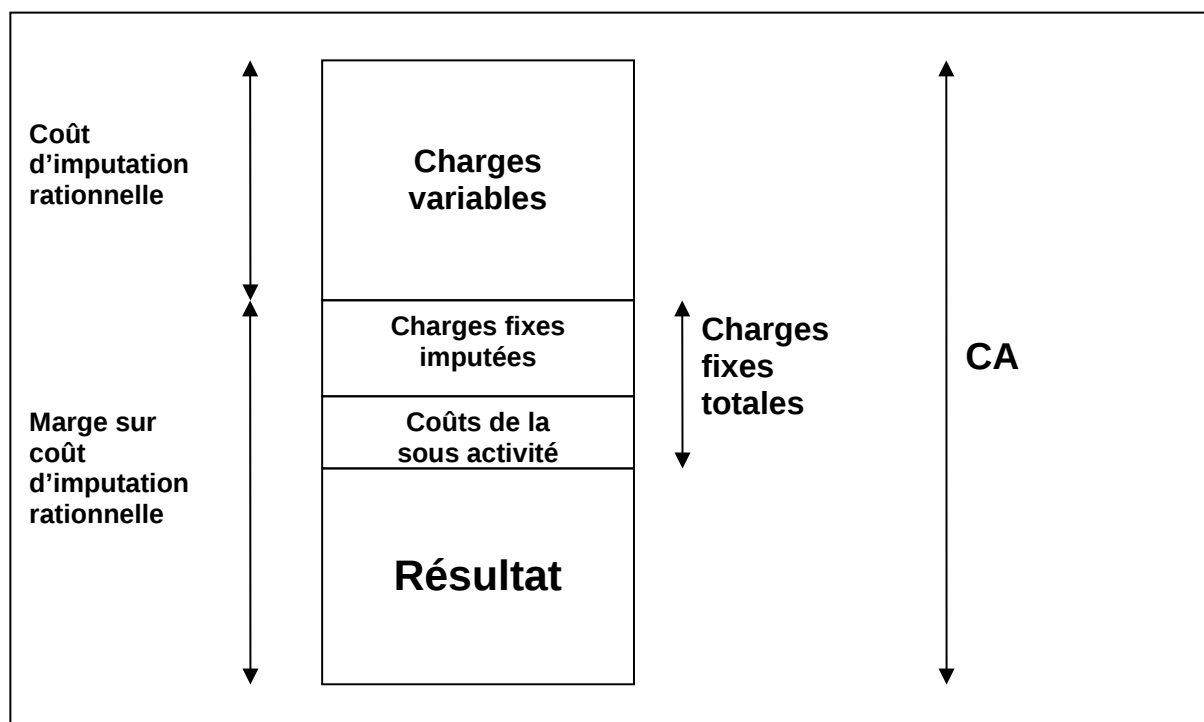 Coût
d’imputation
rationnelle
Charges
variables
Charges fixes
imputées
Charges
fixes
totales
CA
Marge sur
coût
d’imputation
rationnelle
Coûts de la
sous activité
Résultat